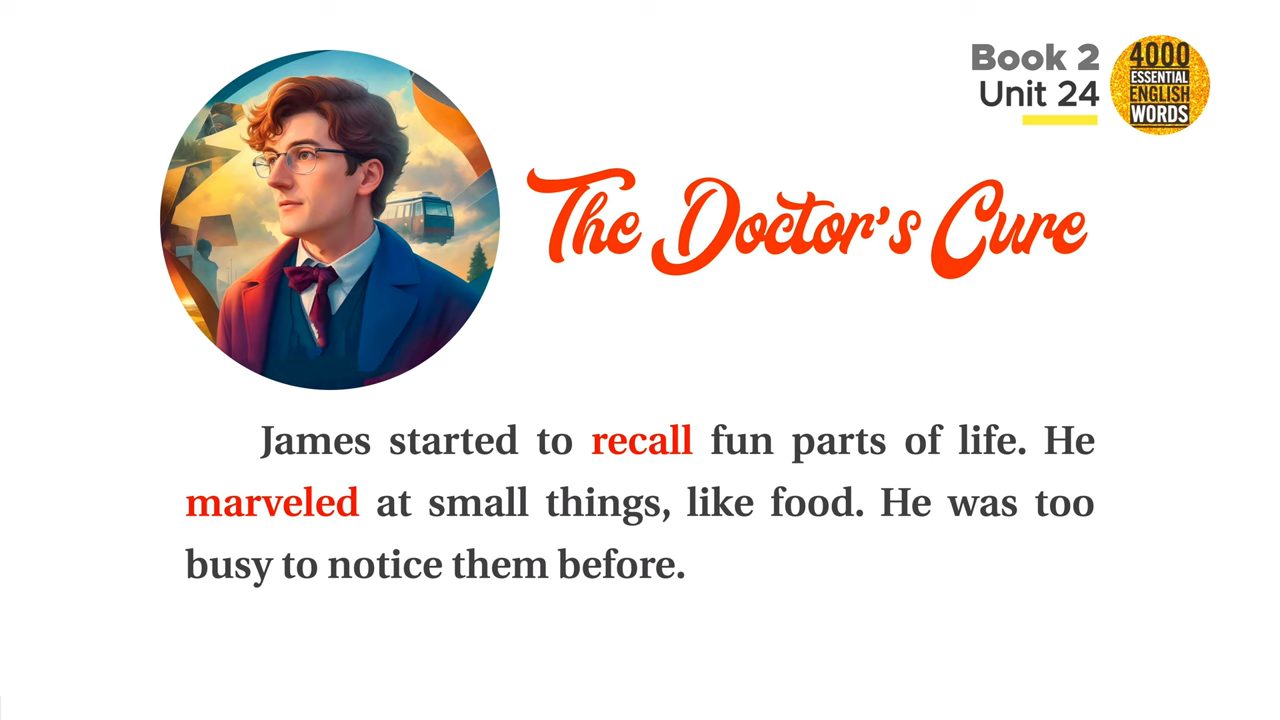 Book 2
Unit 24
4000
ESSENTIAL
ENGLISH
WORDS
The Doctor's Cure
James started to recall fun parts of life. He
marveled at small things, like food. He was too
busy to notice them before.